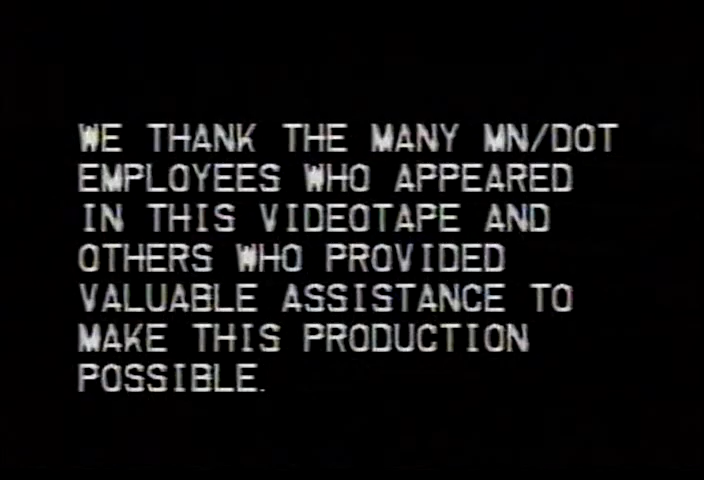 WE THANK THE MANY MN/DOT
EMPLOYEES WHO APPEARED
IN THIS VIDEOTAPE AND
OTHERS WHO PROVIDED
VALUABLE ASSISTANCE TO
MAKE THIS PRODUCTION
POSSIBLE.